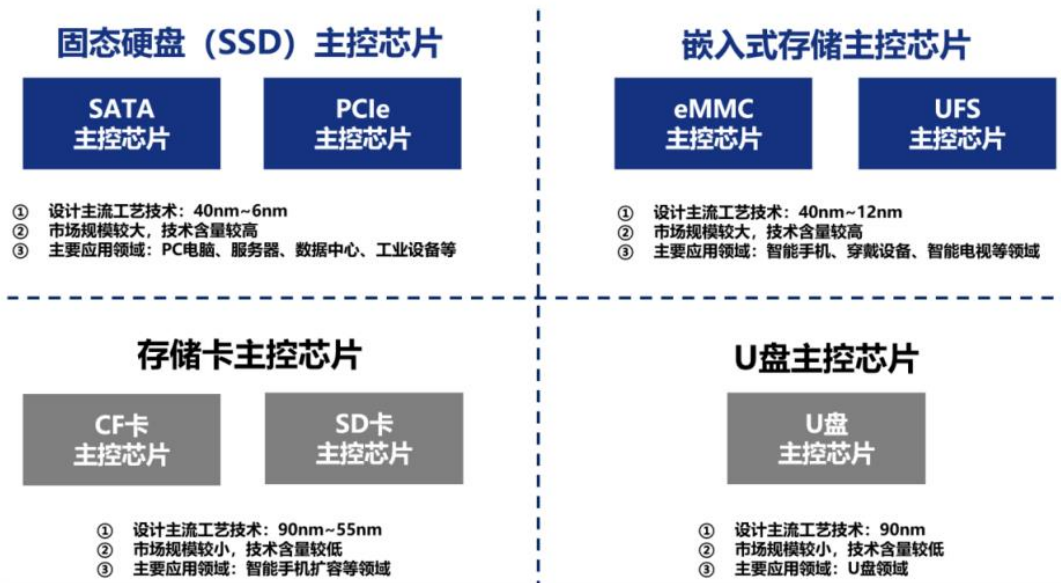 固态硬盘（SSD）主控芯片
SATA
主控芯片
PCIe
主控芯片
① 设计主流工艺技术：40nm~6nm
② 市场规模较大，技术含量较高
③ 主要应用领域：PC电脑、服务器、数据中心、工业设备等
嵌入式存储主控芯片
eMMC
主控芯片
UFS
主控芯片
① 设计主流工艺技术：40nm~12nm
② 市场规模较大，技术含量较高
③ 主要应用领域：智能手机、穿戴设备、智能电视等领域
存储卡主控芯片
CF卡
主控芯片
SD卡
主控芯片
① 设计主流工艺技术：90nm~55nm
② 市场规模较小，技术含量较低
③ 主要应用领域：智能手机扩容等领域
U盘主控芯片
U盘
主控芯片
① 设计主流工艺技术：90nm
② 市场规模较小，技术含量较低
③ 主要应用领域：U盘领域